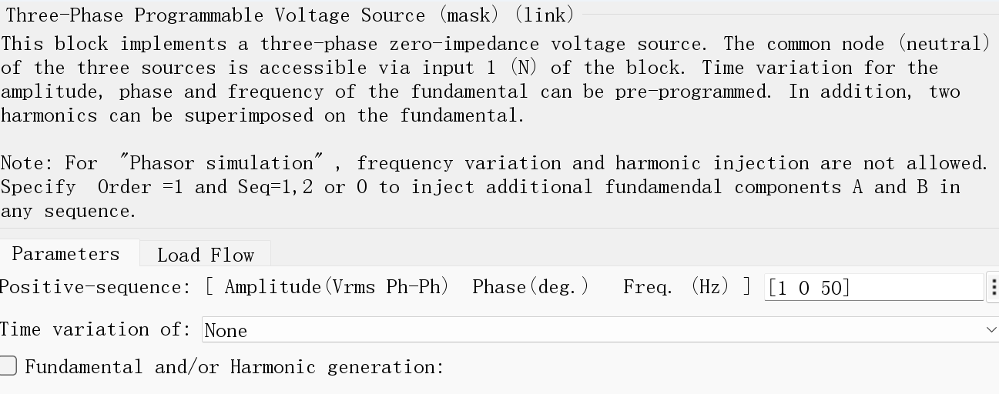 Three-Phase Programmable Voltage Source (mask) (link)
This block implements a three-phase zero-impedance voltage source. The common node (neutral)
of the three sources is accessible via input 1 (N) of the block. Time variation for the
amplitude, phase and frequency of the fundamental can be pre-programmed. In addition, two
harmonics can be superimposed on the fundamental.
Note: For "Phasor simulation", frequency variation and harmonic injection are not allowed.
Specify Order =1 and Seq=1,2 or 0 to inject additional fundamendal components A and B in
any sequence.
Parameters Load Flow
Positive-sequence: [ Amplitude(Vrms Ph-Ph) Phase(deg.) Freq. (Hz) ] [1 0 50]
Time variation of: None
Fundamental and/or Harmonic generation: